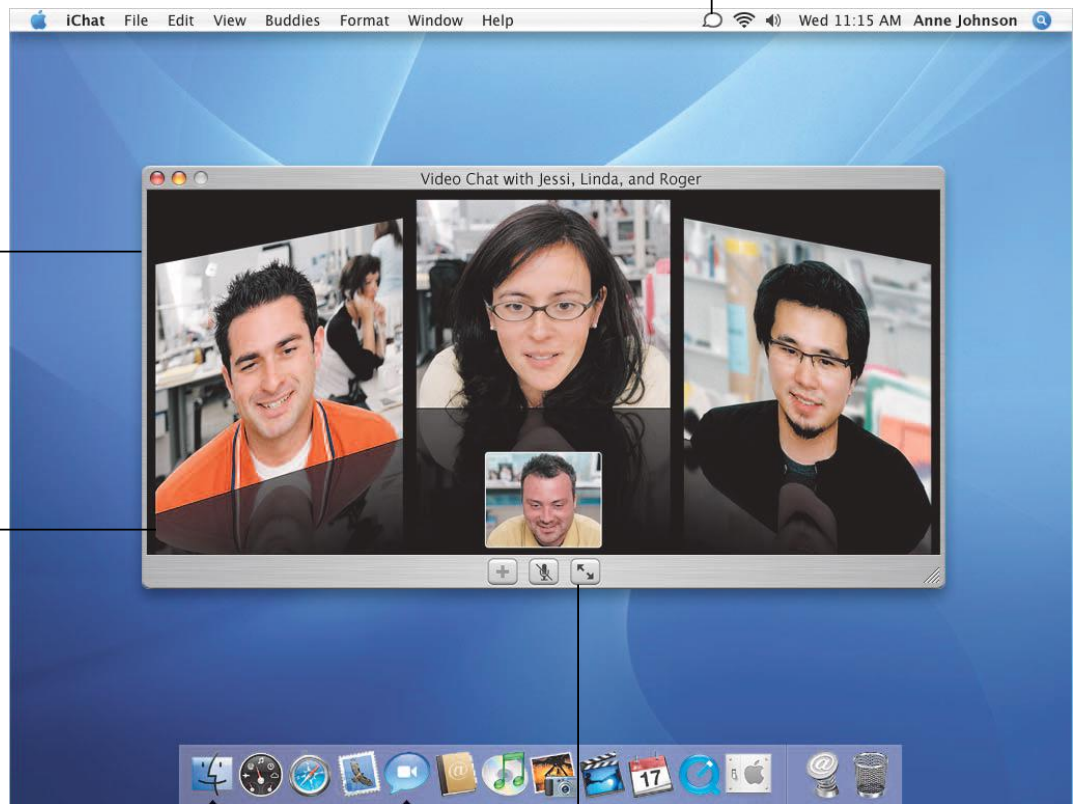 iChat File Edit View Buddies Format Window Help Wed 11:15 AM Anne Johnson
Video Chat with Jessi, Linda, and Roger
@
17
@